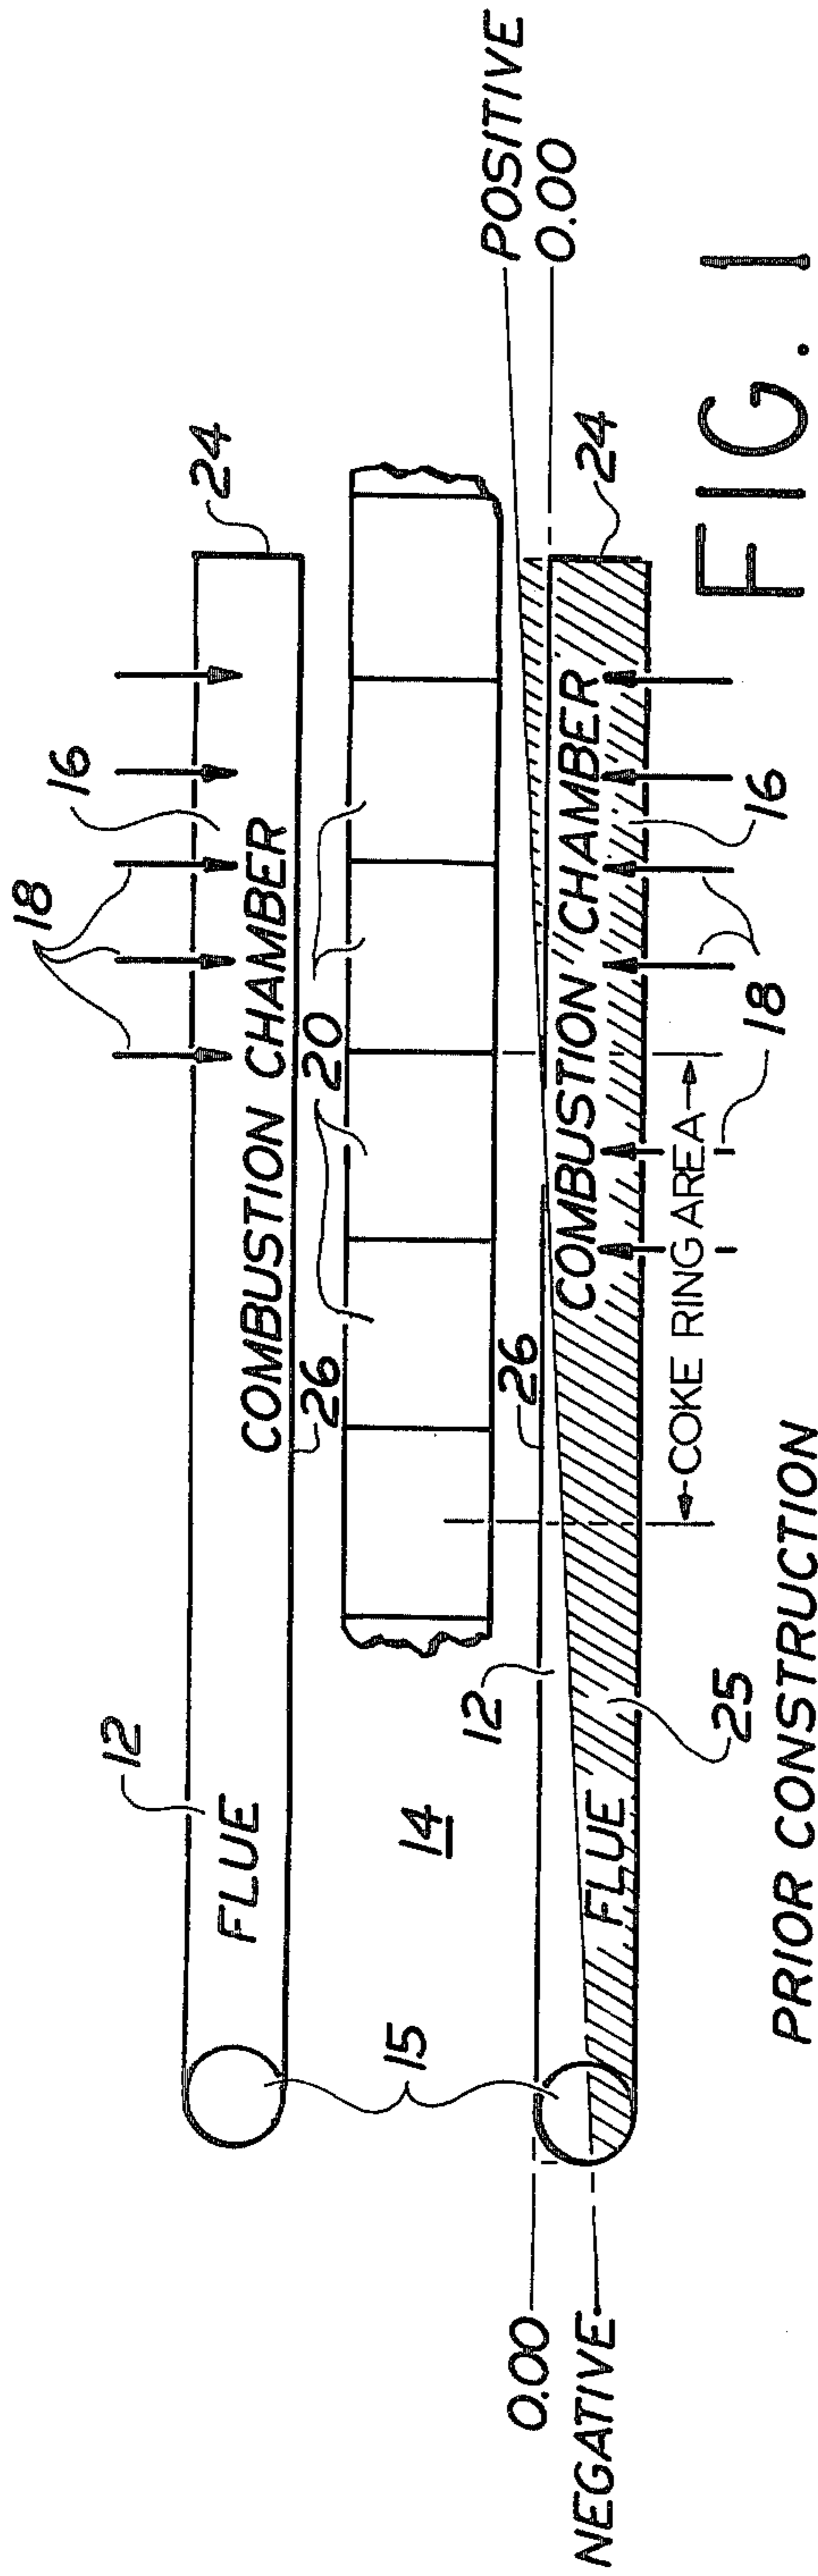 18
16
24
COMBUSTION CHAMBER
12
FLUE
26
20
15
14
POSITIVE
0.00
12
26
0.00
NEGATIVE
FLUE
COMBUSTION CHAMBER
24
25
COKE RING AREA
18
18
16
PRIOR CONSTRUCTION
FIG. 1